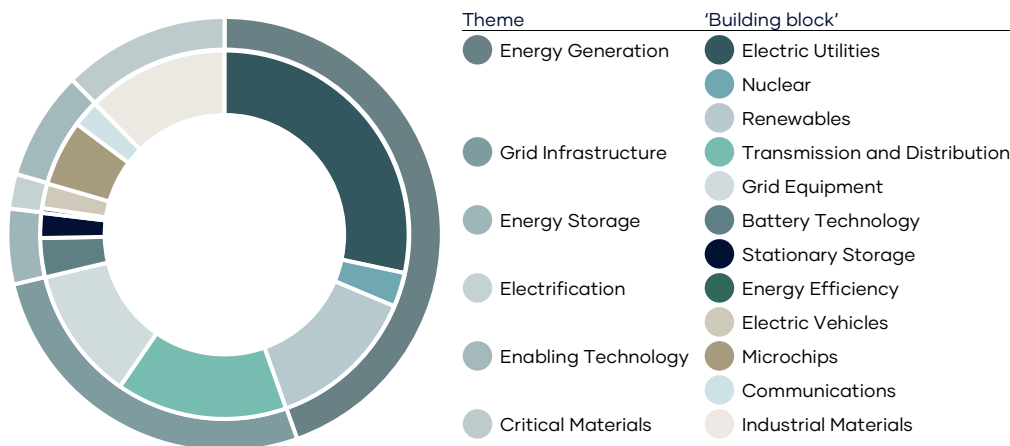 Theme ‘Building block’
Energy Generation Electric Utilities
Nuclear
Renewables
Grid Infrastructure Transmission and Distribution
Grid Equipment
Energy Storage Battery Technology
Stationary Storage
Electrification Energy Efficiency
Electric Vehicles
Enabling Technology Microchips
Communications
Critical Materials Industrial Materials